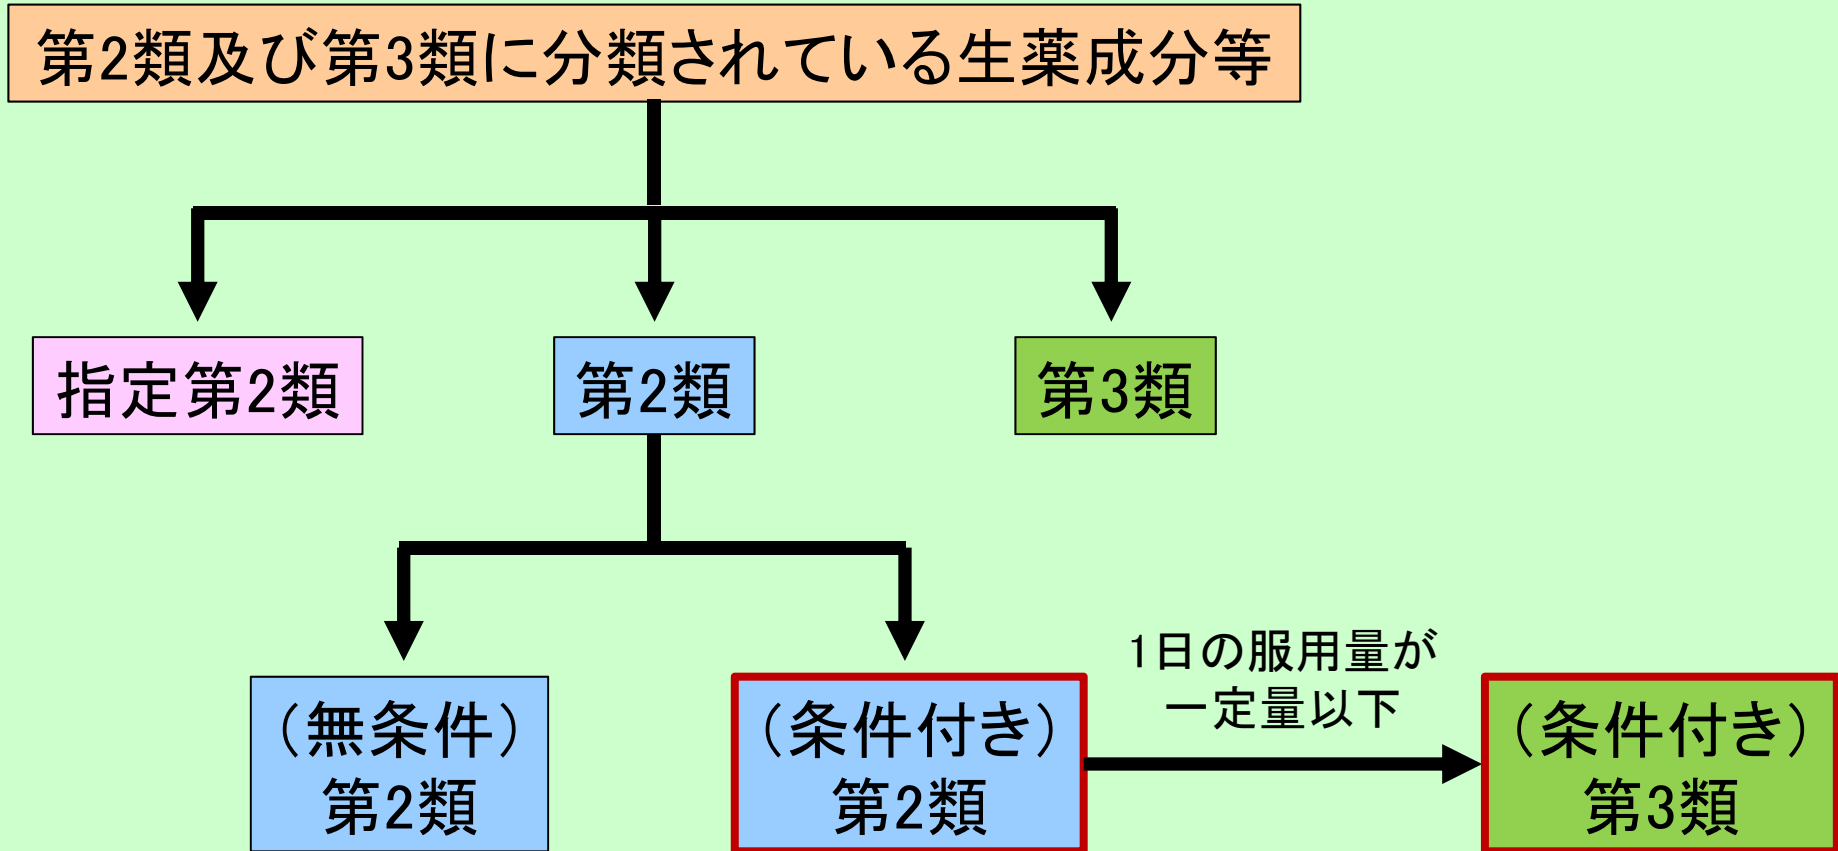 第2類及び第3類に分類されている生薬成分等
指定第2類
第2類
第3類
（無条件）
第2類
（条件付き）
第2類
1日の服用量が
一定量以下
（条件付き）
第3類